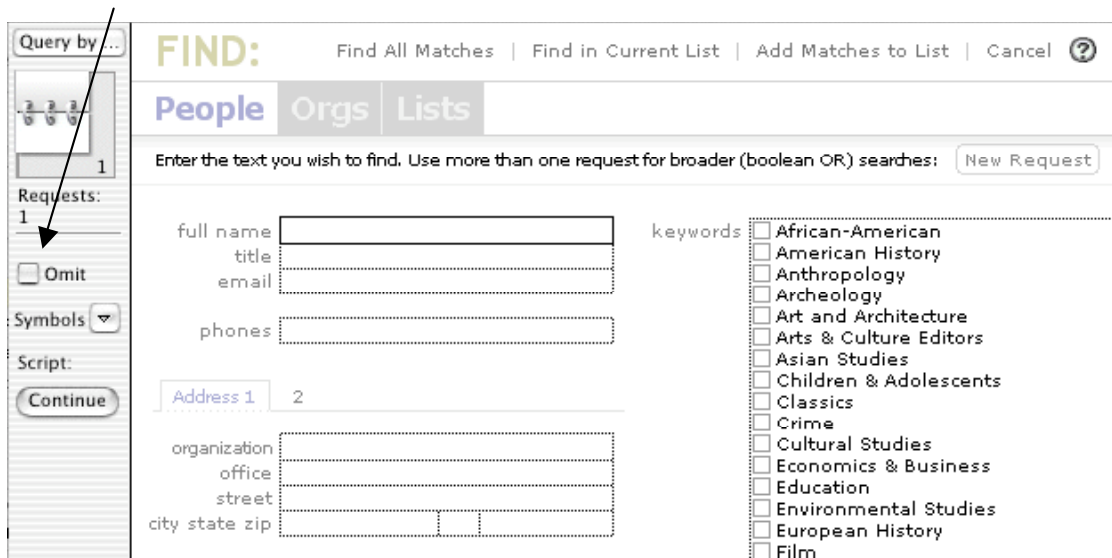 Query by ...
1
Requests:
1
Omit
Symbols
Script:
Continue
FIND: Find All Matches | Find in Current List | Add Matches to List | Cancel ?
People Orgs Lists
Enter the text you wish to find. Use more than one request for broader (boolean OR) searches: New Request
full name
title
email
phones
Address 1 2
organization
office
street
city state zip
keywords
African-American
American History
Anthropology
Archeology
Art and Architecture
Arts & Culture Editors
Asian Studies
Children & Adolescents
Classics
Crime
Cultural Studies
Economics & Business
Education
Environmental Studies
European History
Film